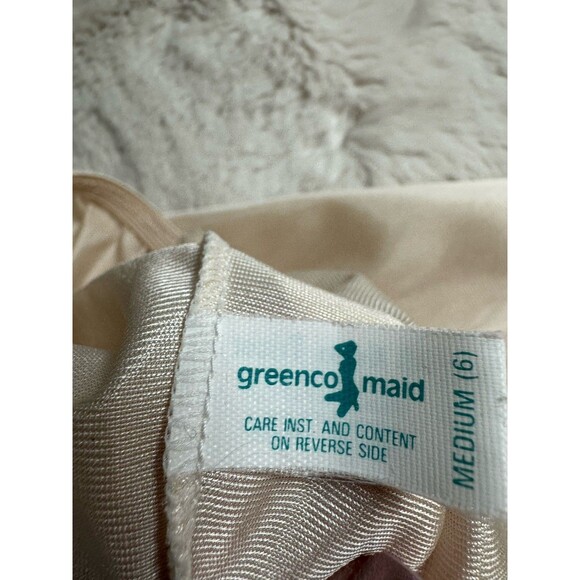 greenco maid
CARE INST. AND CONTENT
ON REVERSE SIDE
MEDIUM (6)